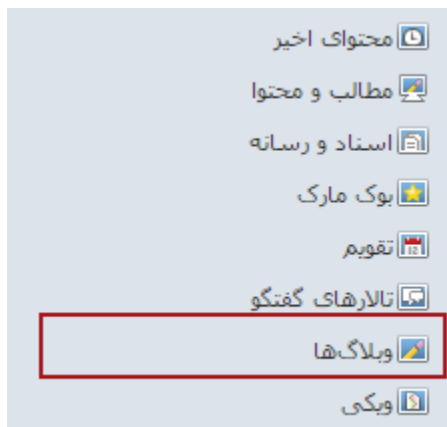 محتوای اخیر
مطالب و محتوا
اسناد و رسانه
بوک مارک
تقویم
تالارهای گفتگو
وبلاگ‌ها
ویکی